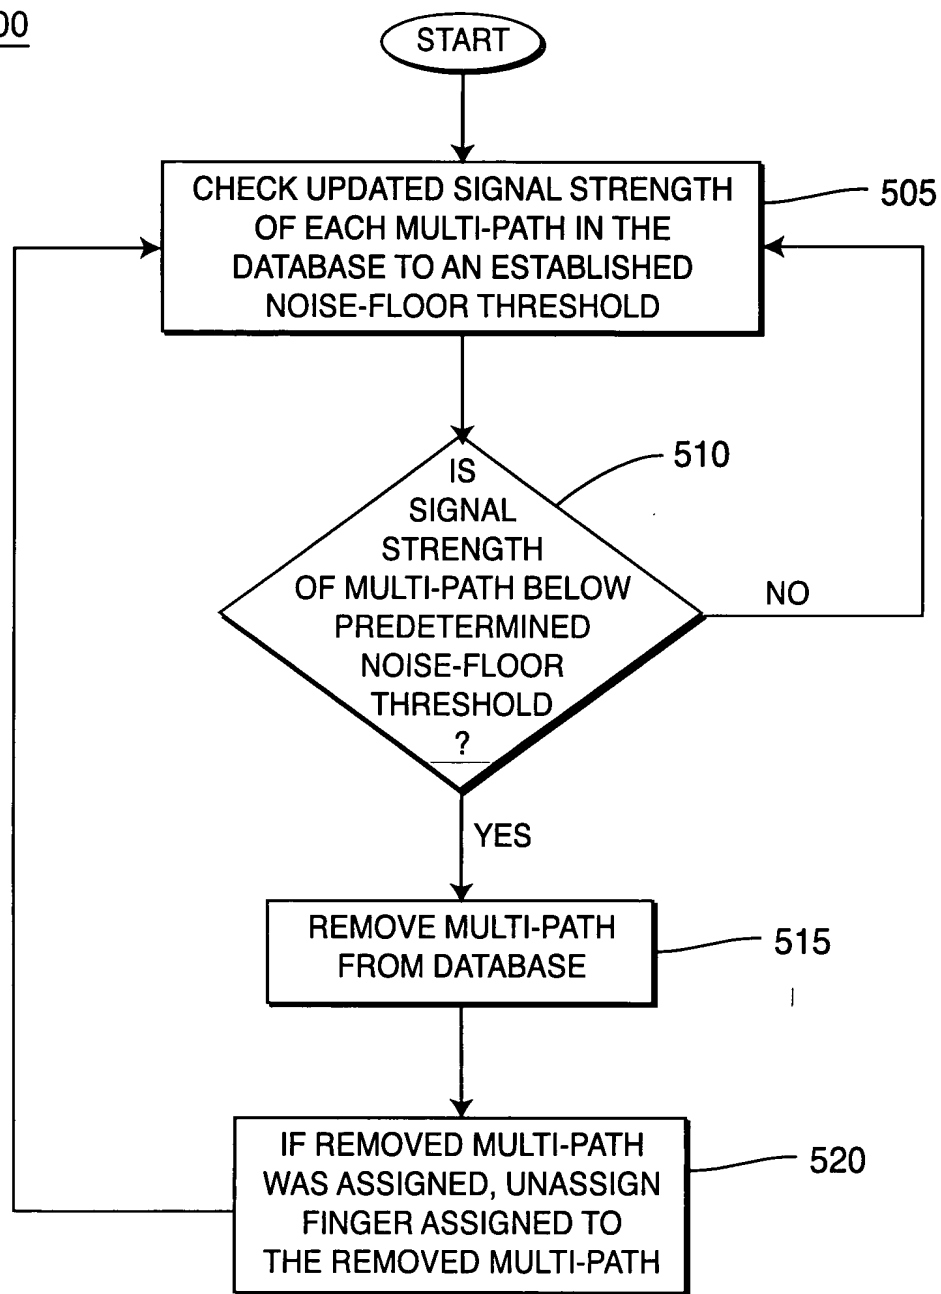 00
START
CHECK UPDATED SIGNAL STRENGTH
OF EACH MULTI-PATH IN THE
DATABASE TO AN ESTABLISHED
NOISE-FLOOR THRESHOLD
505
IS
SIGNAL
STRENGTH
OF MULTI-PATH BELOW
PREDETERMINED
NOISE-FLOOR
THRESHOLD
?
510
NO
YES
REMOVE MULTI-PATH
FROM DATABASE
515
IF REMOVED MULTI-PATH
WAS ASSIGNED, UNASSIGN
FINGER ASSIGNED TO
THE REMOVED MULTI-PATH
520